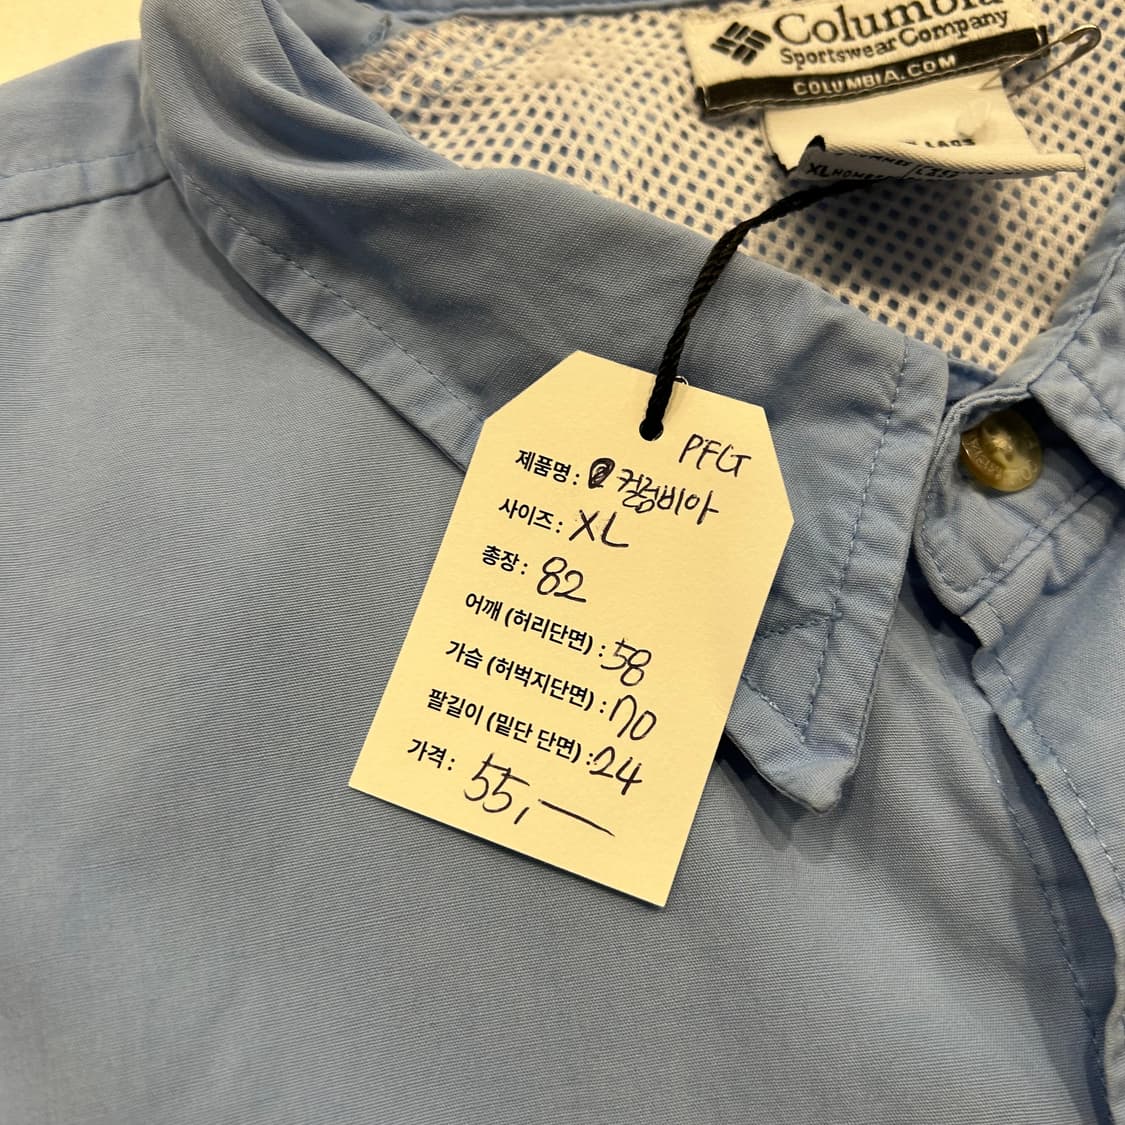 Columbia
Sportswear Company
COLUMBIA.COM
XL
PFG
제품명: 컬럼비아
사이즈: XL
총장: 82
어깨 (허리단면) : 58
가슴 (허벅지단면) : 70
팔길이 (밑단 단면) : 24
가격: 55,—